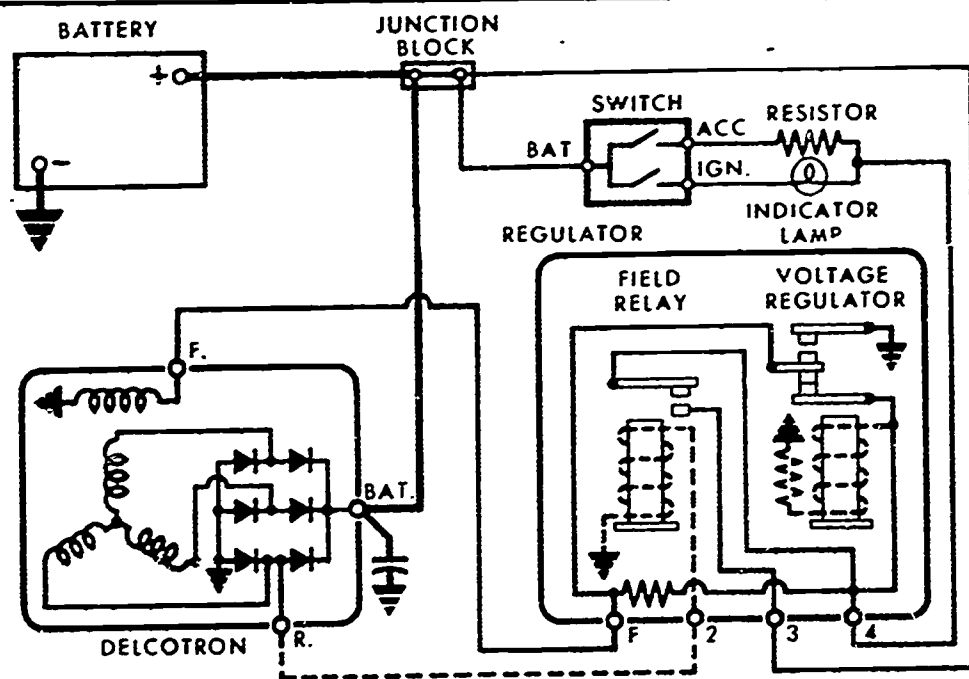 BATTERY
JUNCTION
BLOCK
+
-
SWITCH
RESISTOR
BAT
ACC
IGN.
INDICATOR
LAMP
REGULATOR
FIELD
RELAY
VOLTAGE
REGULATOR
F.
BAT.
R.
DELCOTRON
F
2
3
4